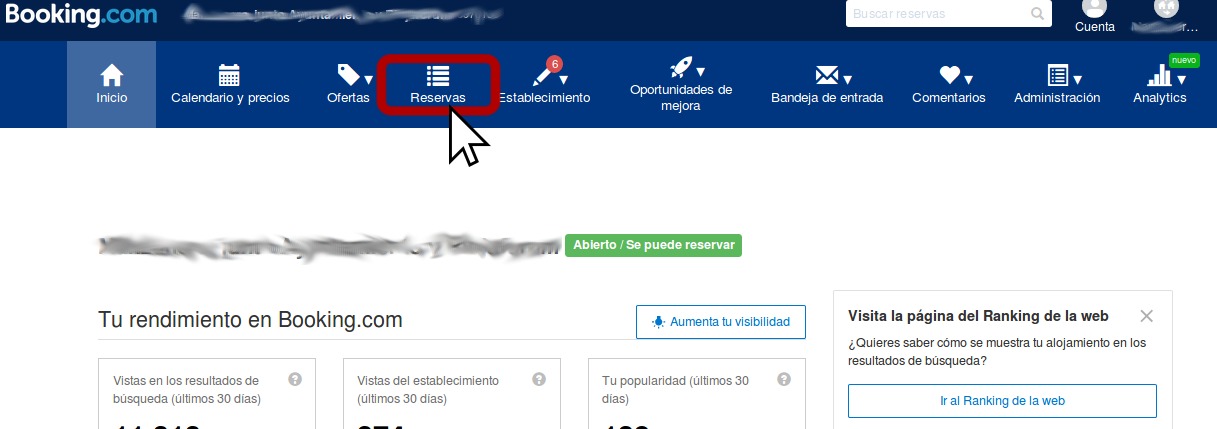 Booking.com
Buscar reservas
Cuenta
Inicio
Calendario y precios
Ofertas
Reservas
6
Establecimiento
Oportunidades de
mejora
Bandeja de entrada
Comentarios
Administración
nuevo
Analytics
Abierto / Se puede reservar
Tu rendimiento en Booking.com
Aumenta tu visibilidad
Vistas en los resultados de
búsqueda (últimos 30 días)
?
Vistas del establecimiento
(últimos 30 días)
?
Tu popularidad (últimos 30
días)
?
Visita la página del Ranking de la web
¿Quieres saber cómo se muestra tu alojamiento en los
resultados de búsqueda?
Ir al Ranking de la web